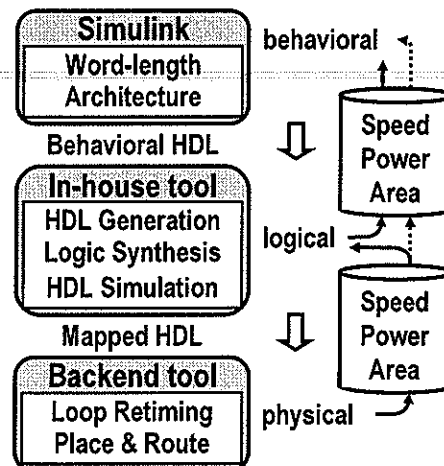 Simulink
Word-length
Architecture
Behavioral HDL
In-house tool
HDL Generation
Logic Synthesis
HDL Simulation
Mapped HDL
Backend tool
Loop Retiming
Place & Route
behavioral
Speed
Power
Area
logical
Speed
Power
Area
physical